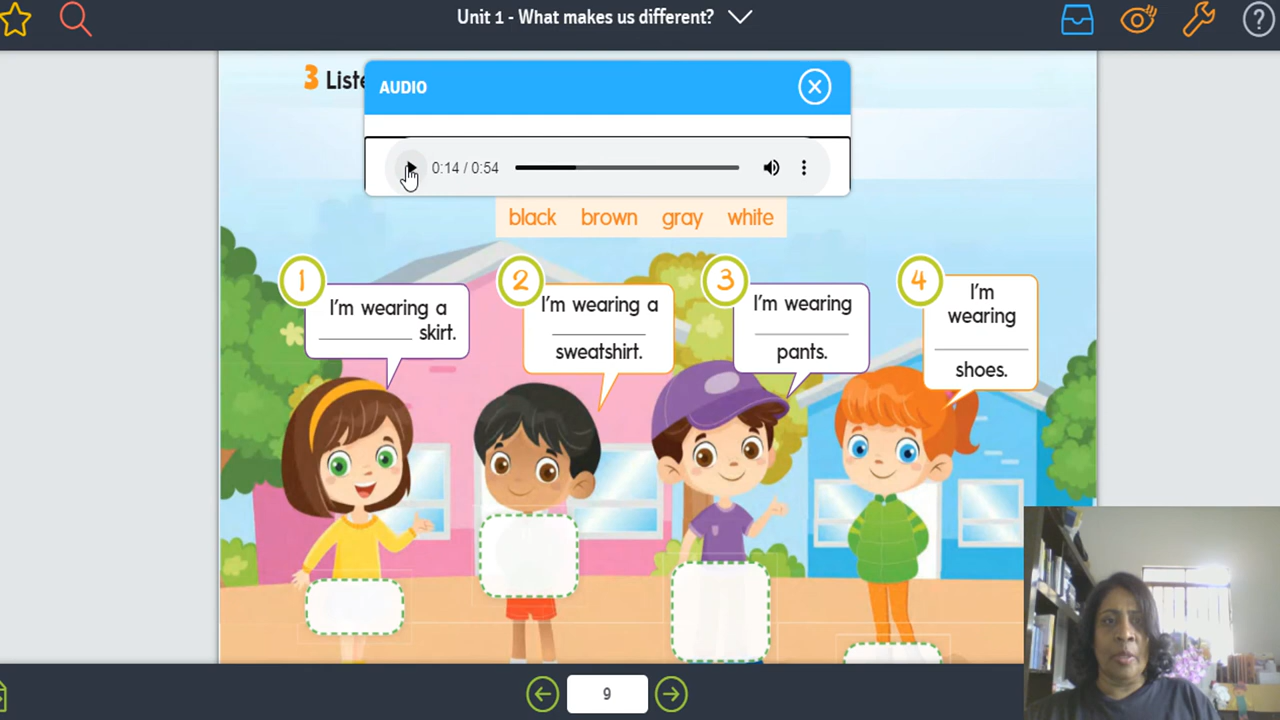 Unit 1 - What makes us different?
3 Liste
AUDIO
0:14 / 0:54
black brown gray white
1
I'm wearing a
skirt.
2
I'm wearing a
sweatshirt.
3
I'm wearing
pants.
4
I'm
wearing
shoes.
9